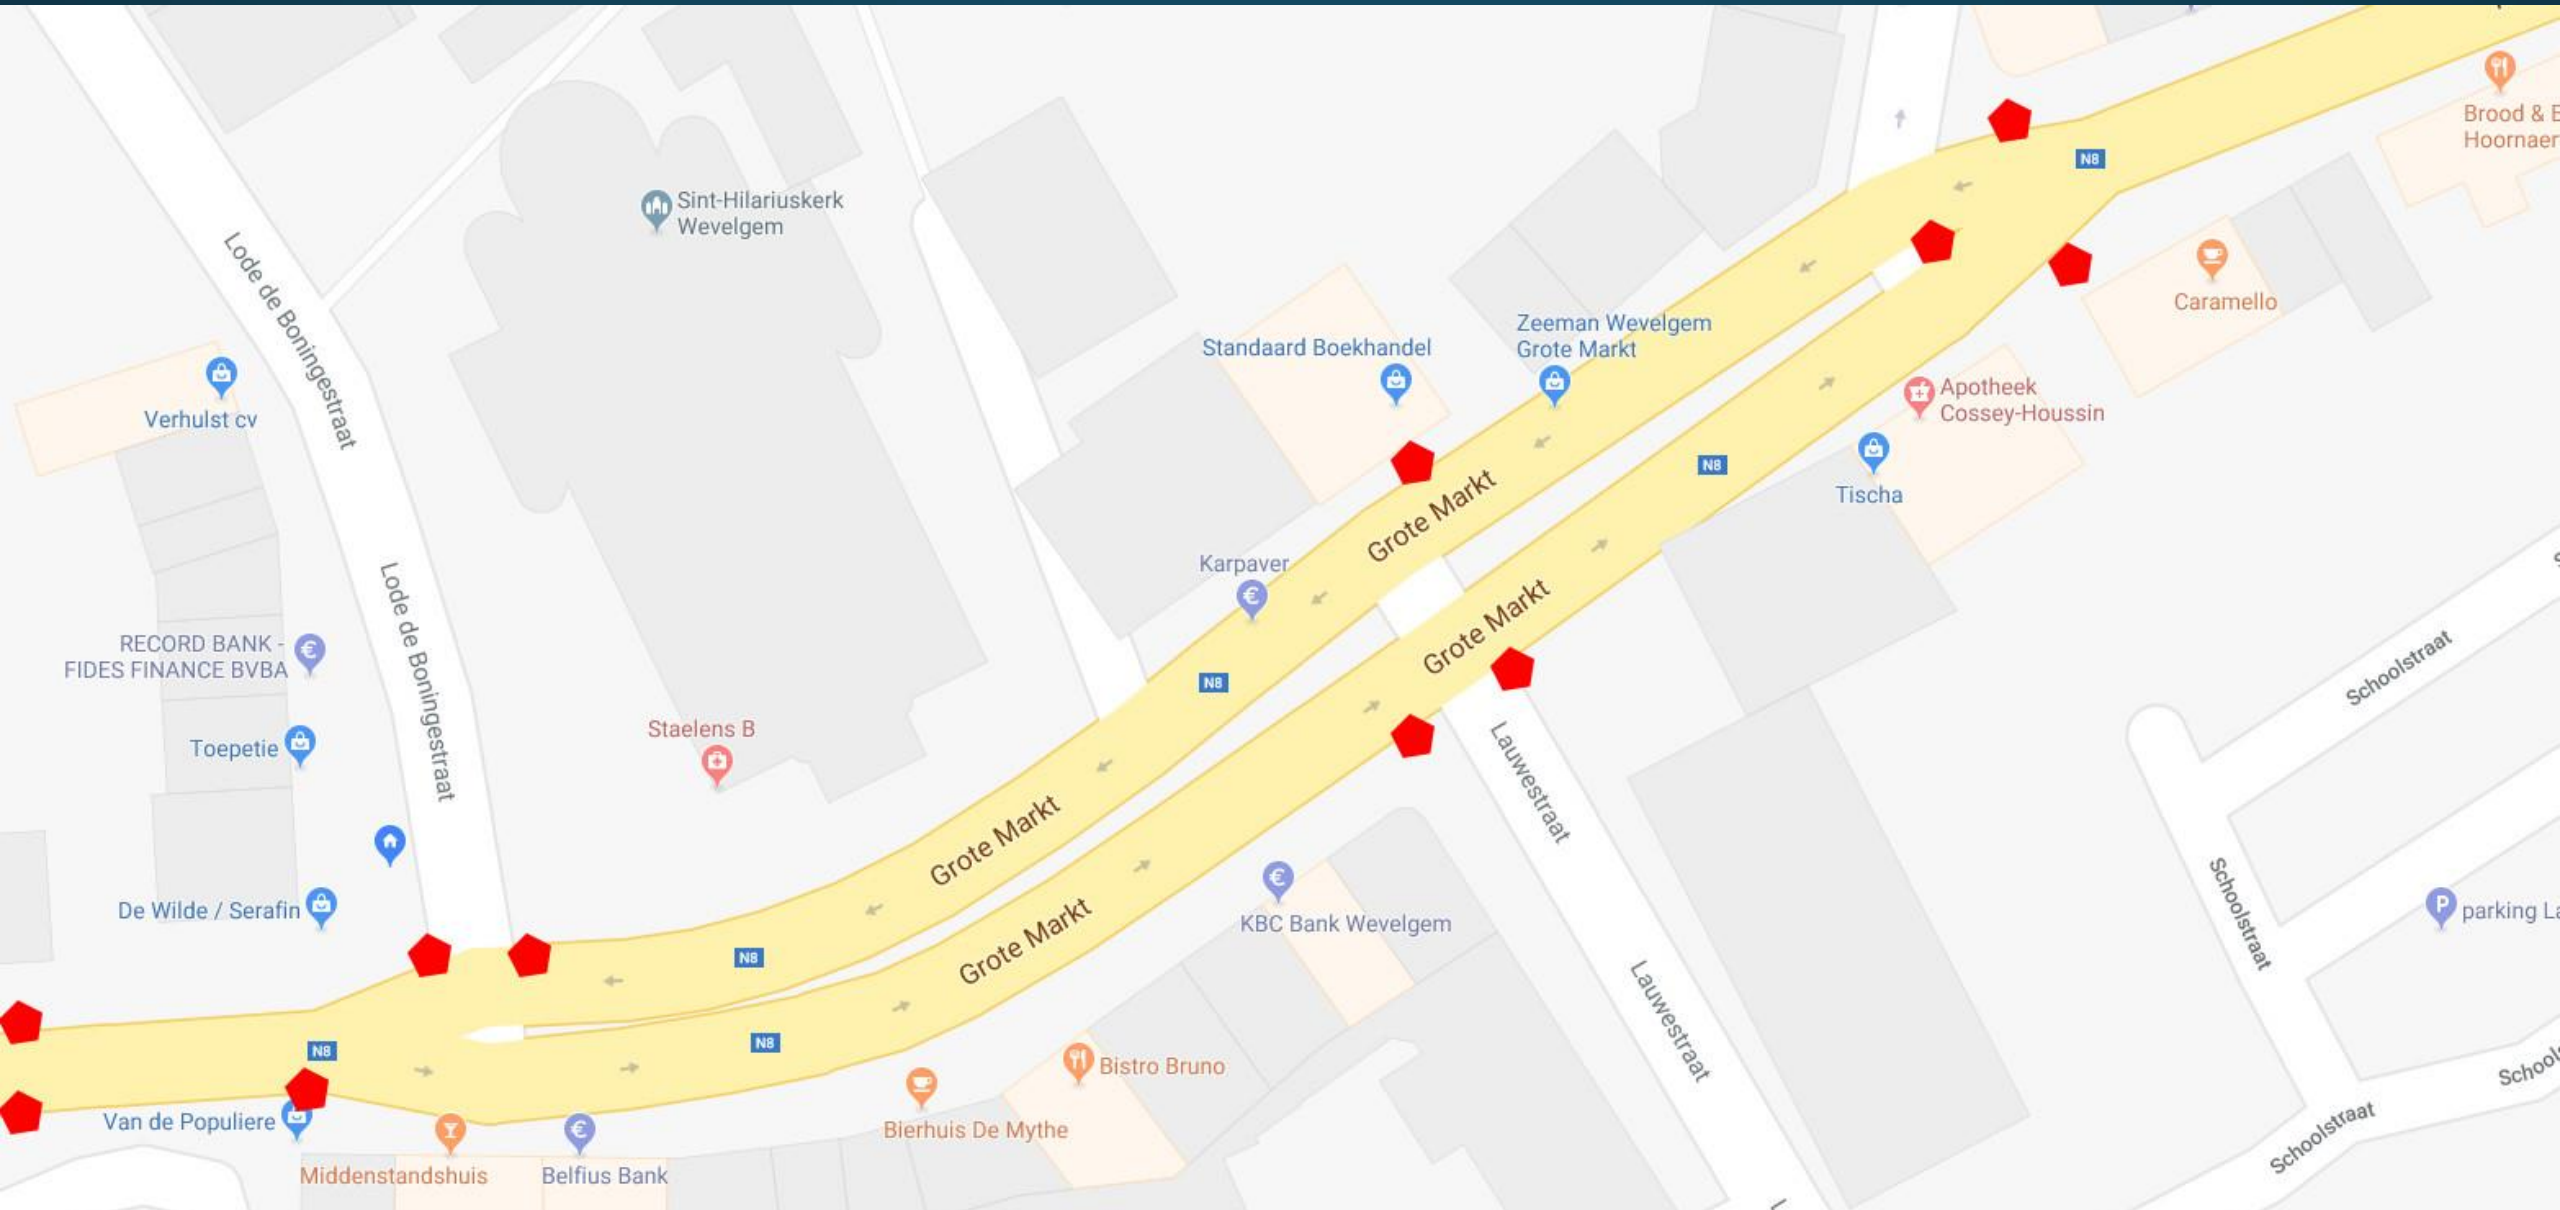 N8
Brood & B
Hoornaer
Sint-Hilariuskerk
Wevelgem
Lode de Boningestraat
Caramello
Zeeman Wevelgem
Grote Markt
Standaard Boekhandel
Apotheek
Cossey-Houssin
Verhulst cv
N8
Tischa
Grote Markt
Karpaver
Grote Markt
Lode de Boningestraat
RECORD BANK -
FIDES FINANCE BVBA
N8
Schoolstraat
Staelens B
Toepetie
Lauwestraat
Grote Markt
De Wilde / Serafin
KBC Bank Wevelgem
Schoolstraat
P
parking La
Grote Markt
N8
Lauwestraat
N8
N8
Bistro Bruno
School
Van de Populiere
Bierhuis De Mythe
Schoolstraat
Middenstandshuis
Belfius Bank